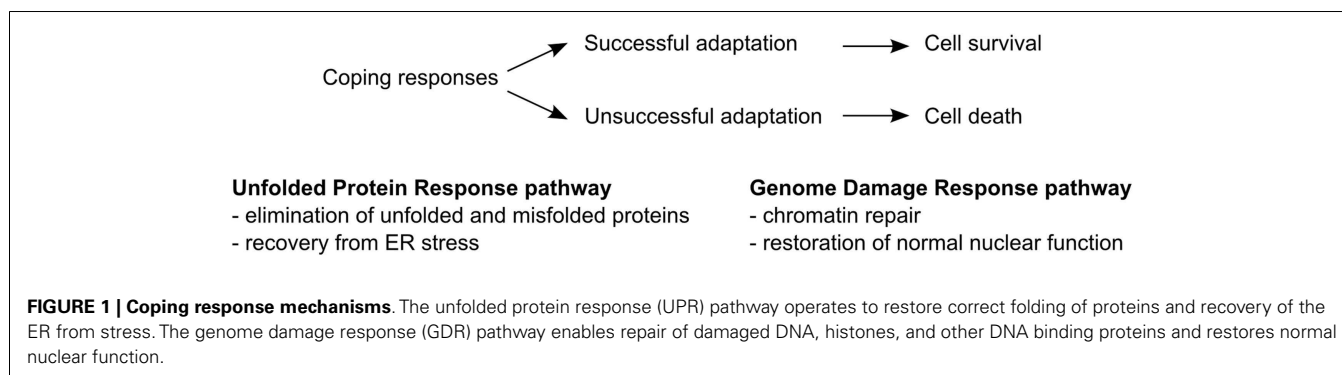 Successful adaptation Cell survival
Coping responses
Unsuccessful adaptation Cell death
Unfolded Protein Response pathway
- elimination of unfolded and misfolded proteins
- recovery from ER stress
Genome Damage Response pathway
- chromatin repair
- restoration of normal nuclear function
FIGURE 1 | Coping response mechanisms. The unfolded protein response (UPR) pathway operates to restore correct folding of proteins and recovery of the
ER from stress. The genome damage response (GDR) pathway enables repair of damaged DNA, histones, and other DNA binding proteins and restores normal
nuclear function.